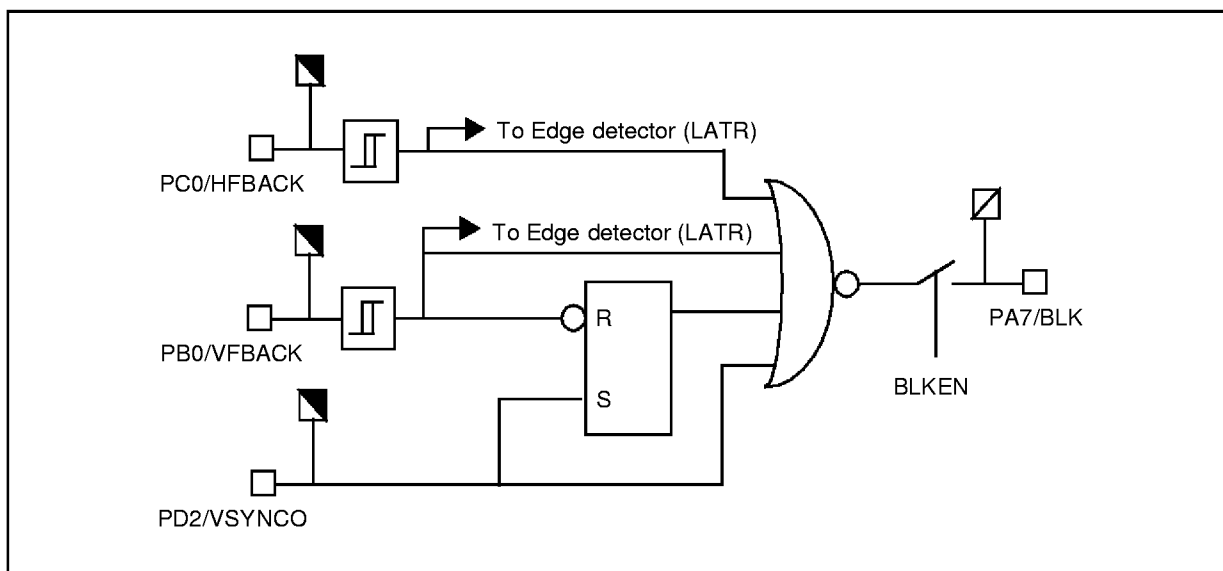 To Edge detector (LATR)
PC0/HFBACK
To Edge detector (LATR)
R
PB0/VFBACK
PA7/BLK
BLKEN
S
PD2/VSYNCO